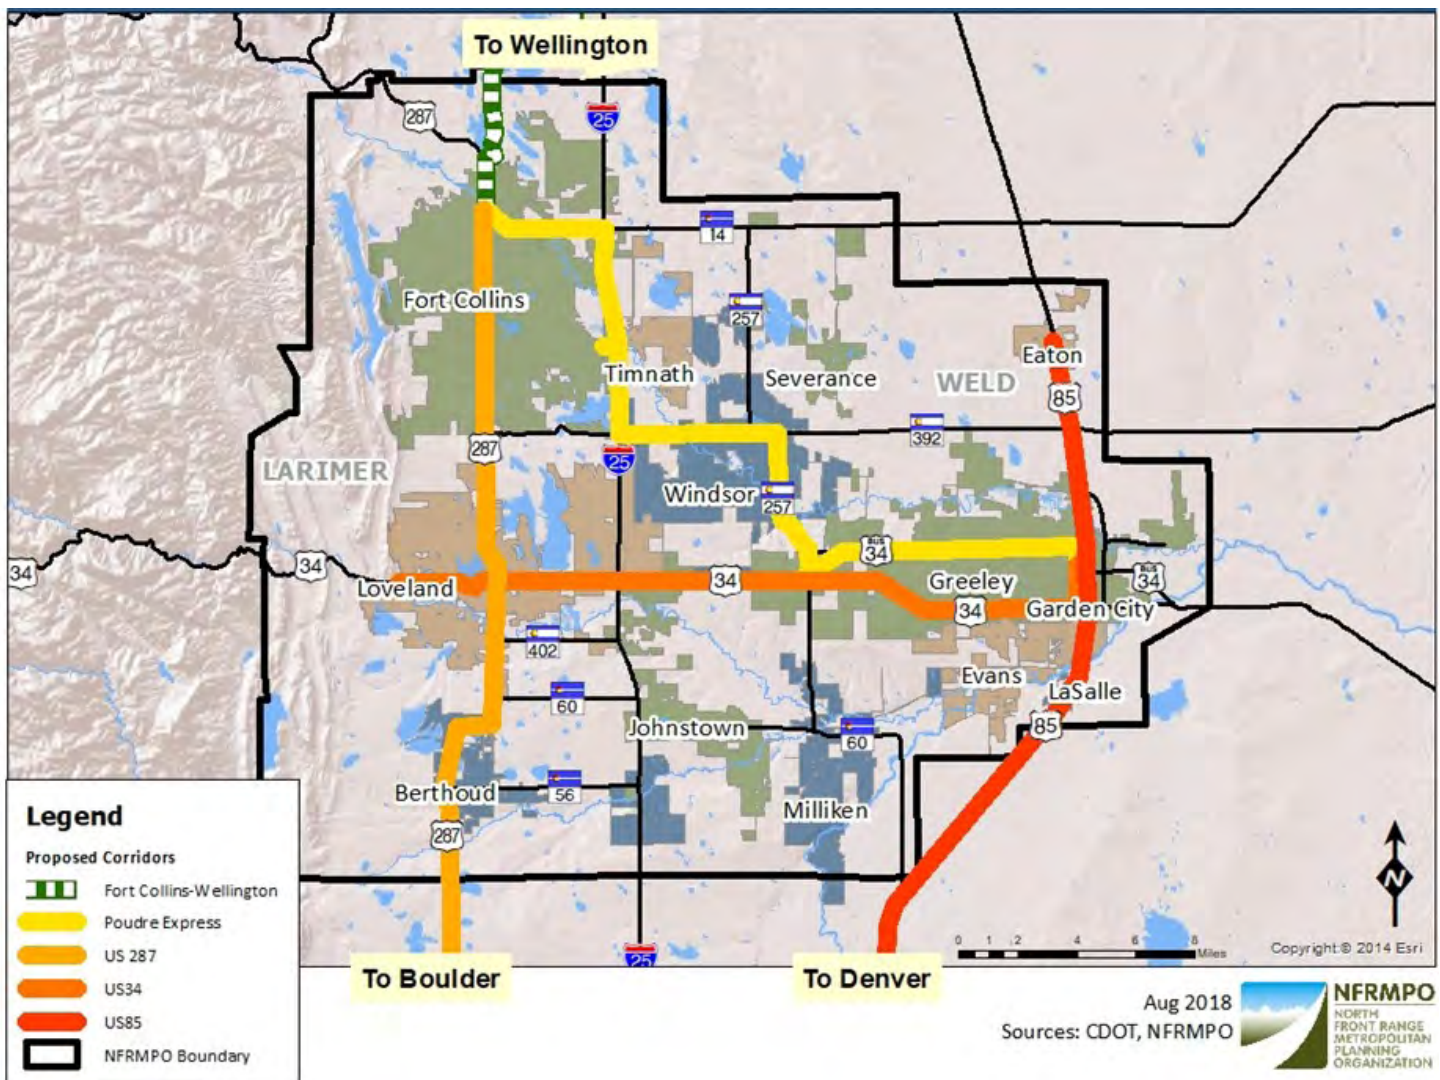 To Wellington
287
25
14
Fort Collins
257
Timnath
Severance
WELD
Eaton
85
392
287
25
LARIMER
Windsor
257
BUS
34
34
34
Loveland
34
Greeley
34
BUS
34
Garden City
402
Evans
LaSalle
60
Johnstown
60
85
Berthoud
56
Milliken
287
25
N
0 1 2 4 6 8
Miles
Copyright:© 2014 Esri
To Boulder
To Denver
Legend
Proposed Corridors
Fort Collins-Wellington
Poudre Express
US 287
US34
US85
NFRMPO Boundary
Aug 2018
Sources: CDOT, NFRMPO
NFRMPO
NORTH
FRONT RANGE
METROPOLITAN
PLANNING
ORGANIZATION